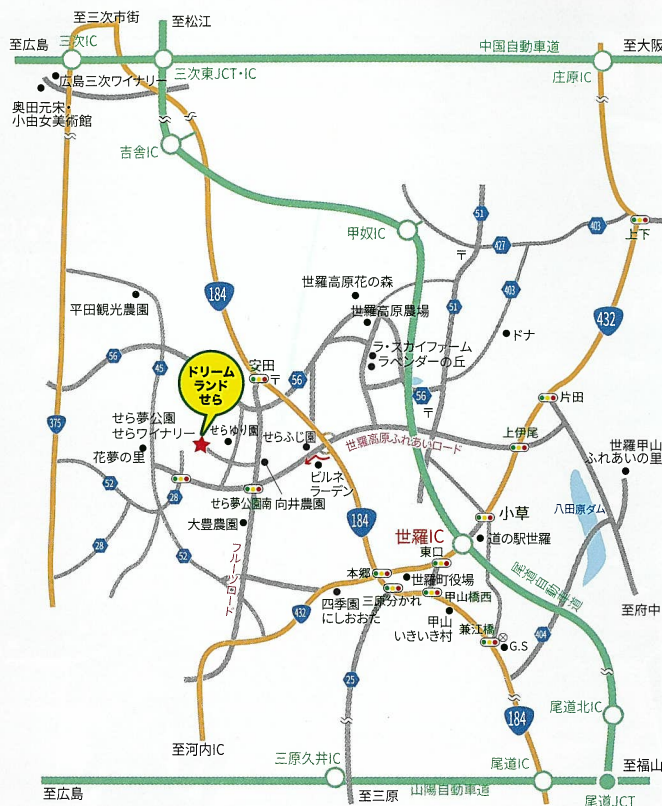 至三次市街
至松江
至広島
三次IC
中国自動車道
至大阪
広島三次ワイナリー
三次東JCT・IC
庄原IC
奥田元宋・
小由女美術館
吉舎IC
甲奴IC
51
427
403
上下
〒
世羅高原花の森
184
51
403
平田観光農園
世羅高原農場
432
ドナ
ラ・スカイファーム
ラベンダーの丘
56
45
ドリーム
ランド
せら
安田
〒
56
56
〒
片田
375
せら夢公園
せらワイナリー
せらゆり園
せらふじ園
世羅高原ふれあいロード
上伊尾
世羅甲山
ふれあいの里
花夢の里
ビルネ
ラーデン
52
28
せら夢公園南
向井農園
八田原ダム
大豊農園
184
小草
世羅IC
道の駅世羅
28
52
フルーツロード
東口
本郷
世羅町役場
尾道自動車道
432
四季園
にしおおた
三原分かれ
甲山橋西
至府中
甲山
いきいき村
兼江橋
G.S
404
25
184
尾道北IC
至河内IC
三原久井IC
尾道IC
至福山
至広島
至三原
山陽自動車道
尾道JCT